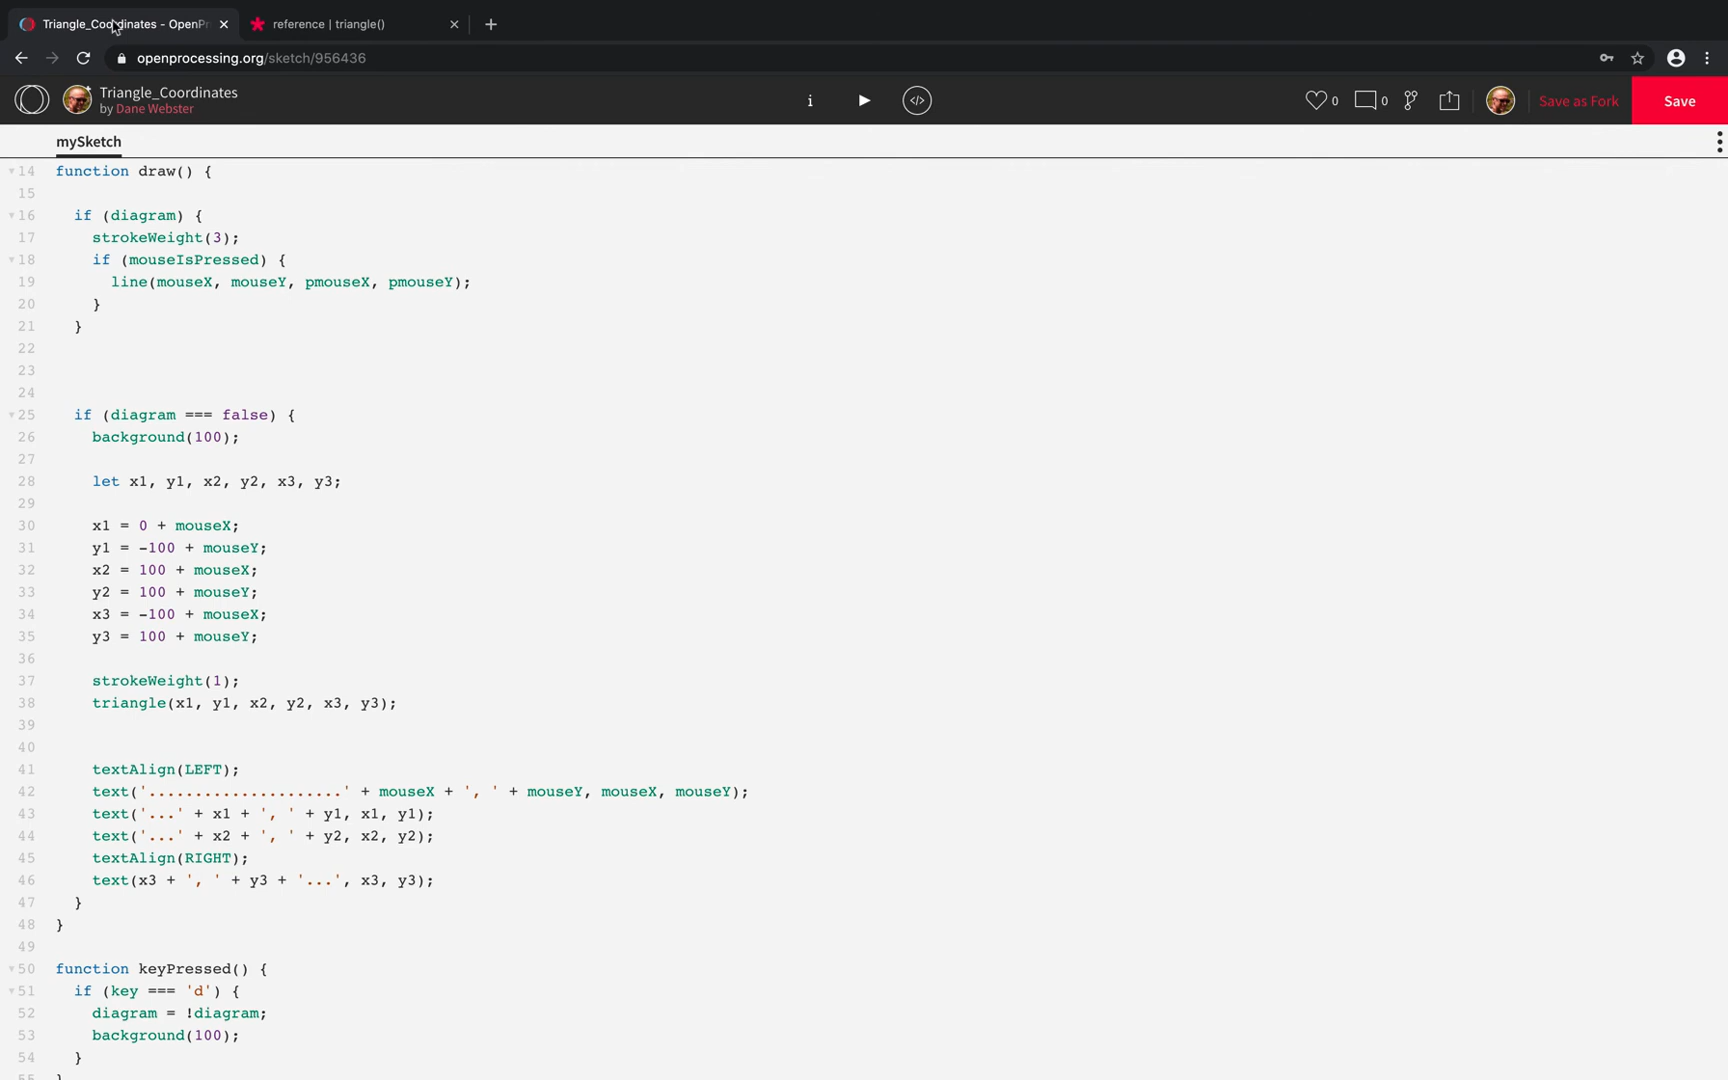 Triangle_Coordinates - OpenPr
reference | triangle()
openprocessing.org/sketch/956436
Triangle_Coordinates
by Dane Webster
0
0
Save as Fork
Save
mySketch
14 function draw() {
15
16 if (diagram) {
17 strokeWeight(3);
18 if (mouseIsPressed) {
19 line(mouseX, mouseY, pmouseX, pmouseY);
20 }
21 }
22
23
24
25 if (diagram === false) {
26 background(100);
27
28 let x1, y1, x2, y2, x3, y3;
29
30 x1 = 0 + mouseX;
31 y1 = -100 + mouseY;
32 x2 = 100 + mouseX;
33 y2 = 100 + mouseY;
34 x3 = -100 + mouseX;
35 y3 = 100 + mouseY;
36
37 strokeWeight(1);
38 triangle(x1, y1, x2, y2, x3, y3);
39
40
41 textAlign(LEFT);
42 text('.....................' + mouseX + ', ' + mouseY, mouseX, mouseY);
43 text('...' + x1 + ', ' + y1, x1, y1);
44 text('...' + x2 + ', ' + y2, x2, y2);
45 textAlign(RIGHT);
46 text(x3 + ', ' + y3 + '...', x3, y3);
47 }
48 }
49
50 function keyPressed() {
51 if (key === 'd') {
52 diagram = !diagram;
53 background(100);
54 }
55 }